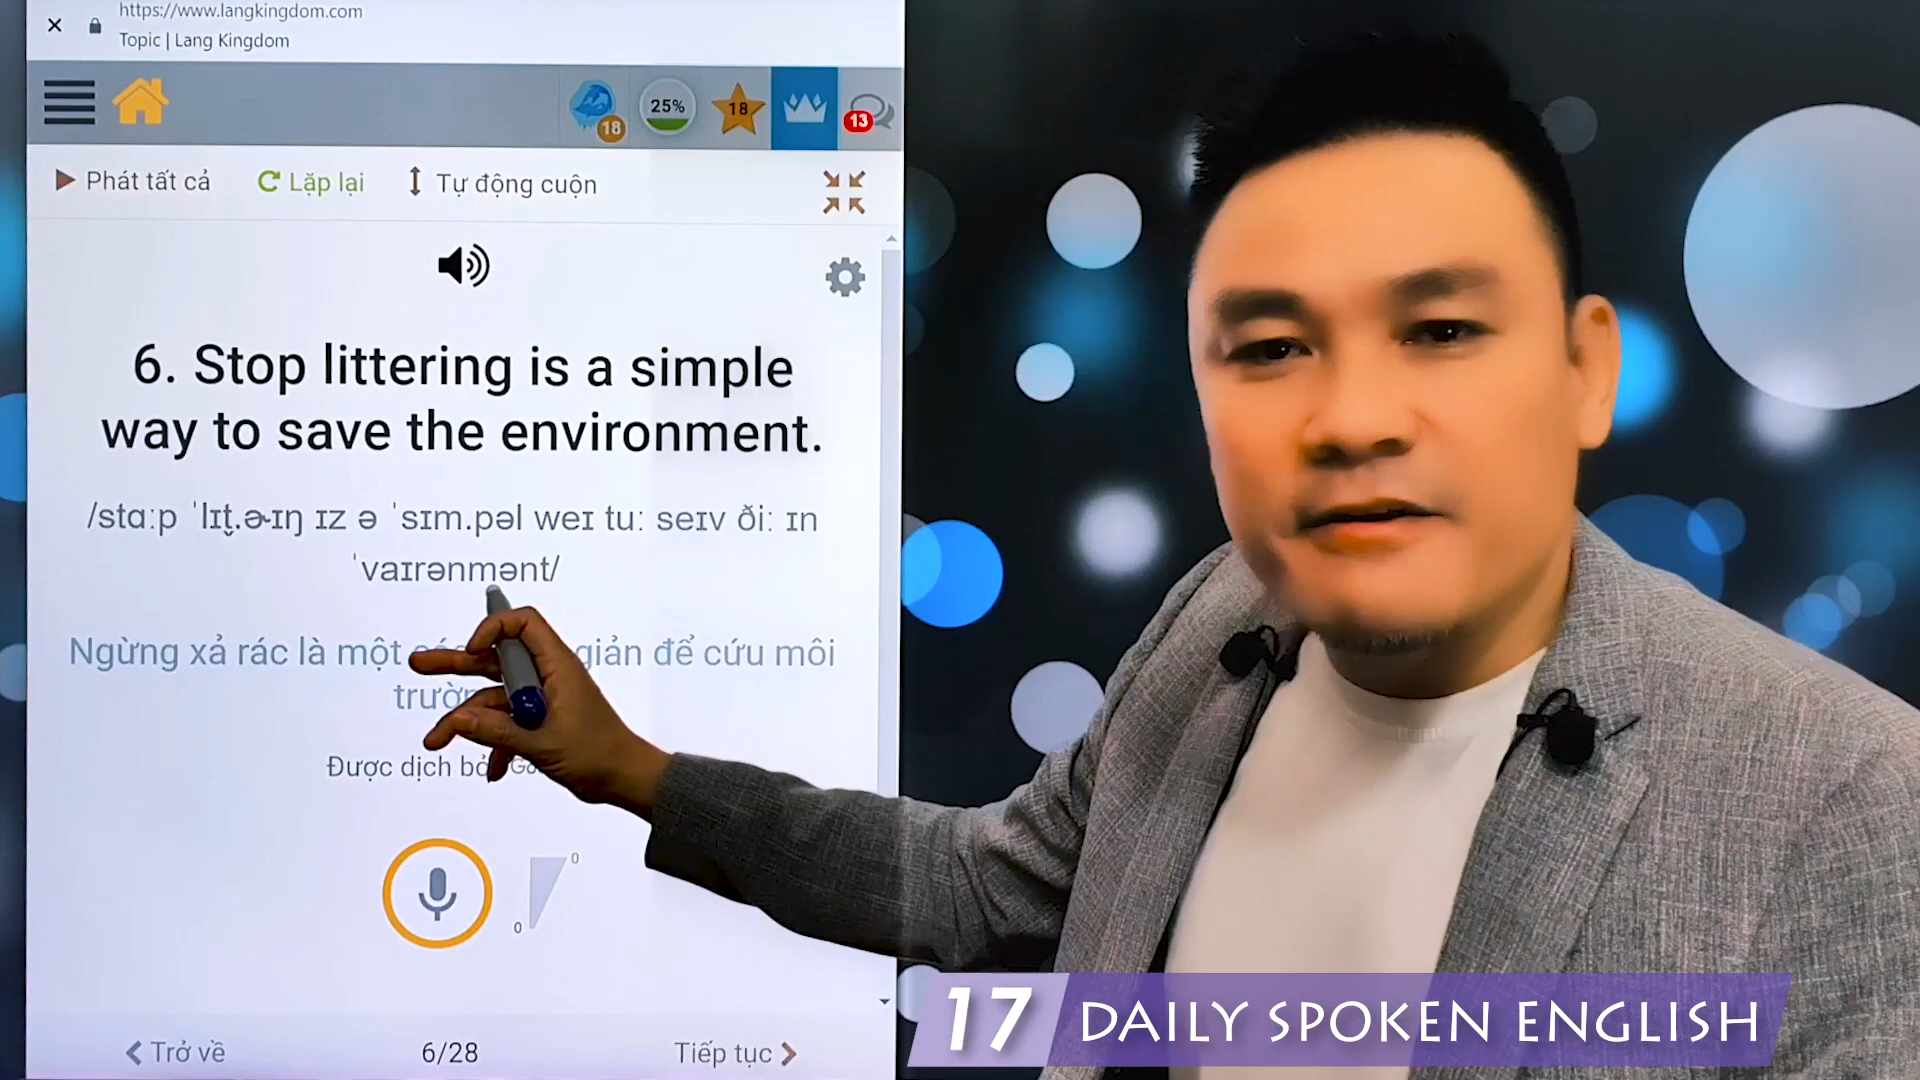 https://www.langkingdom.com
Topic | Lang Kingdom
18
25%
18
13
Phát tất cả
Lặp lại
Tự động cuộn
6. Stop littering is a simple
way to save the environment.
/stɑːp ˈlɪt̬.ɚɪŋ ɪz ə ˈsɪm.pəl weɪ tuː seɪv ðiː ɪn
ˈvaɪrənmənt/
Ngừng xả rác là một giản để cứu môi
Được dịch
0
0
Trở về
6/28
Tiếp tục
17 DAILY SPOKEN ENGLISH